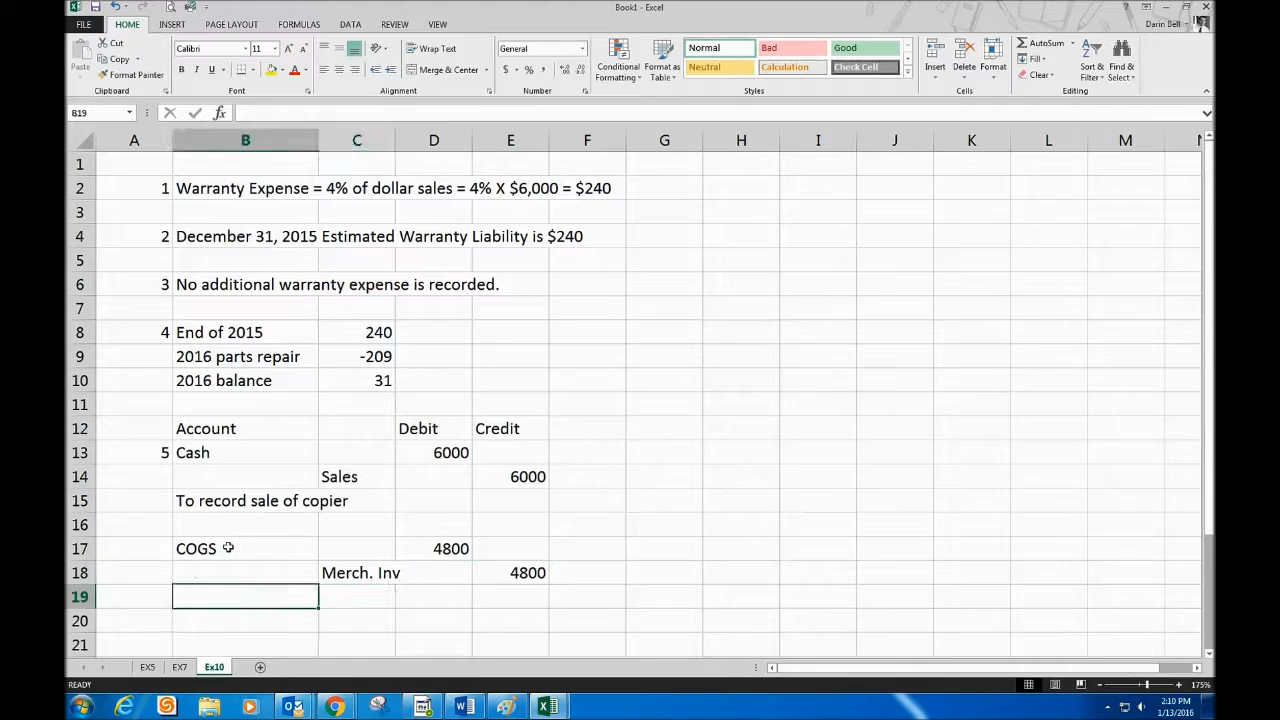 Book1 - Excel
FILE HOME INSERT PAGE LAYOUT FORMULAS DATA REVIEW VIEW Darin Bell
Paste Cut Copy Format Painter Clipboard
Calibri 11 B I U A Font
Wrap Text Merge & Center Alignment
General $ % , Number
Conditional Formatting Format as Table Normal Bad Good Neutral Calculation Check Cell Styles
Insert Delete Format Cells
AutoSum Fill Clear Sort & Filter Find & Select Editing
B19 fx
A B C D E F G H I J K L M N
1
2 1 Warranty Expense = 4% of dollar sales = 4% X $6,000 = $240
3
4 2 December 31, 2015 Estimated Warranty Liability is $240
5
6 3 No additional warranty expense is recorded.
7
8 4 End of 2015 240
9 2016 parts repair -209
10 2016 balance 31
11
12 Account Debit Credit
13 5 Cash 6000
14 Sales 6000
15 To record sale of copier
16
17 COGS 4800
18 Merch. Inv 4800
19
20
21
EX5 EX7 Ex10
READY 175%
2:10 PM
1/13/2016